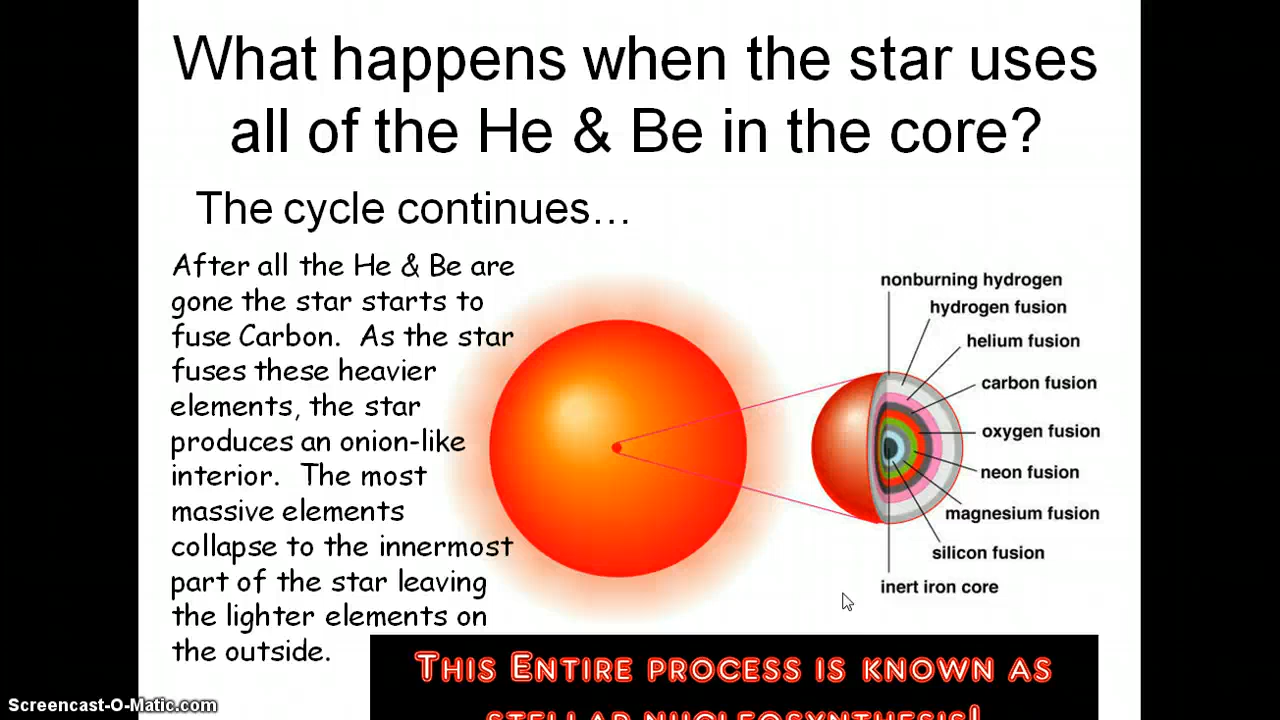 What happens when the star uses
all of the He & Be in the core?
The cycle continues…
After all the He & Be are
gone the star starts to
fuse Carbon. As the star
fuses these heavier
elements, the star
produces an onion-like
interior. The most
massive elements
collapse to the innermost
part of the star leaving
the lighter elements on
the outside.
nonburning hydrogen
hydrogen fusion
helium fusion
carbon fusion
oxygen fusion
neon fusion
magnesium fusion
silicon fusion
inert iron core
THIS ENTIRE PROCESS IS KNOWN AS
STELLAR NUCLEOSYNTHESIS!
Screencast-O-Matic.com